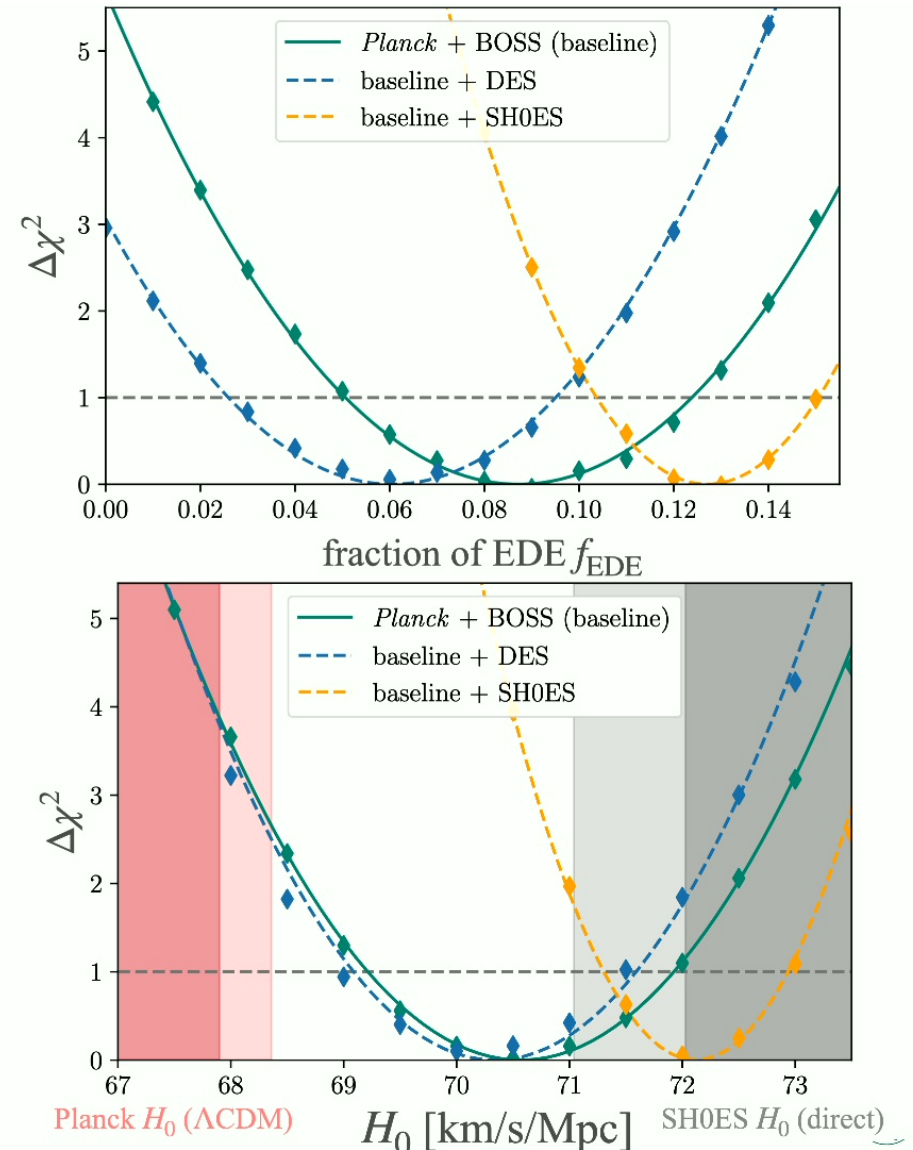 5
4
3
2
1
0
Δχ²
Planck + BOSS (baseline)
baseline + DES
baseline + SH0ES
0.00 0.02 0.04 0.06 0.08 0.10 0.12 0.14
fraction of EDE f_EDE
5
4
3
2
1
0
Δχ²
Planck + BOSS (baseline)
baseline + DES
baseline + SH0ES
67 68 69 70 71 72 73
Planck H₀ (ΛCDM) H₀ [km/s/Mpc] SH0ES H₀ (direct)